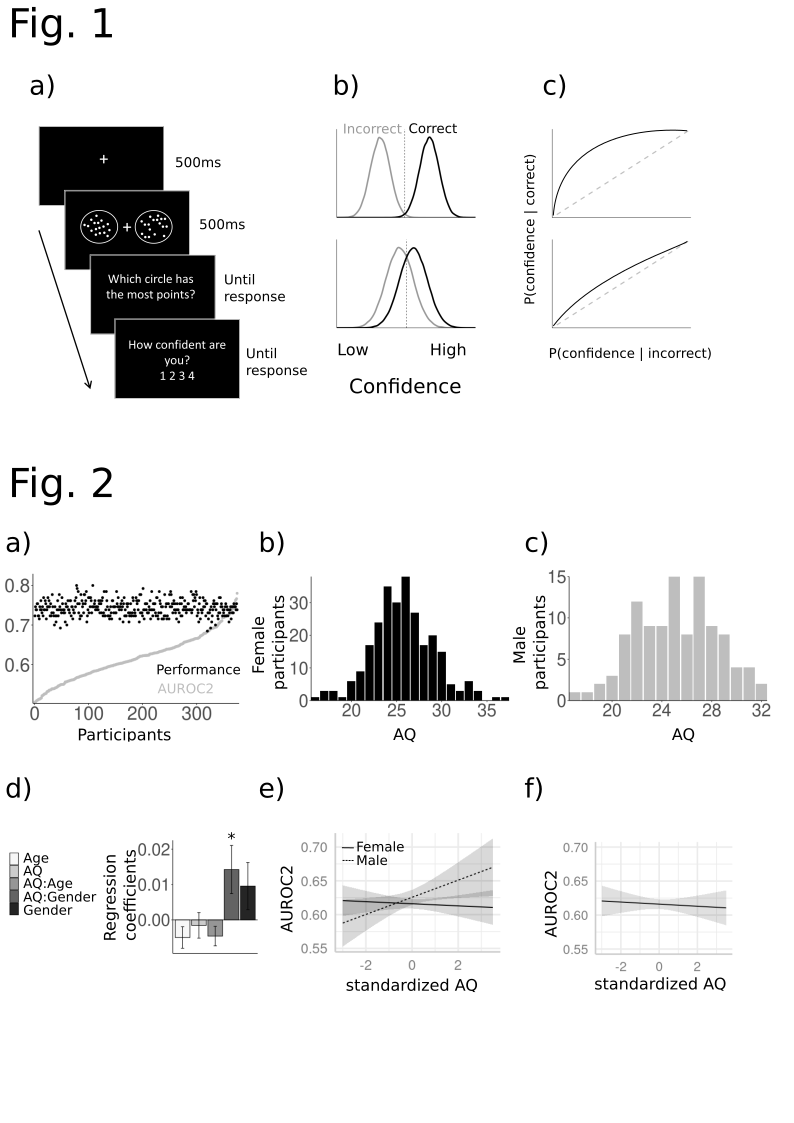 Fig. 1
a)
b)
c)
+
500ms
+
500ms
Which circle has
the most points?
Until
response
How confident are
you?
1 2 3 4
Until
response
Incorrect
Correct
Low
High
Confidence
P(confidence | correct)
P(confidence | incorrect)
Fig. 2
a)
b)
c)
0.8
0.7
0.6
Performance
AUROC2
0
100
200
300
Participants
Female
participants
30
20
10
0
20
25
30
35
AQ
Male
participants
15
10
5
0
20
24
28
32
AQ
d)
e)
f)
Age
AQ
AQ:Age
AQ:Gender
Gender
Regression
coefficients
0.02
0.01
0.00
*
AUROC2
0.70
0.65
0.60
0.55
Female
Male
-2
0
2
standardized AQ
AUROC2
0.70
0.65
0.60
0.55
-2
0
2
standardized AQ